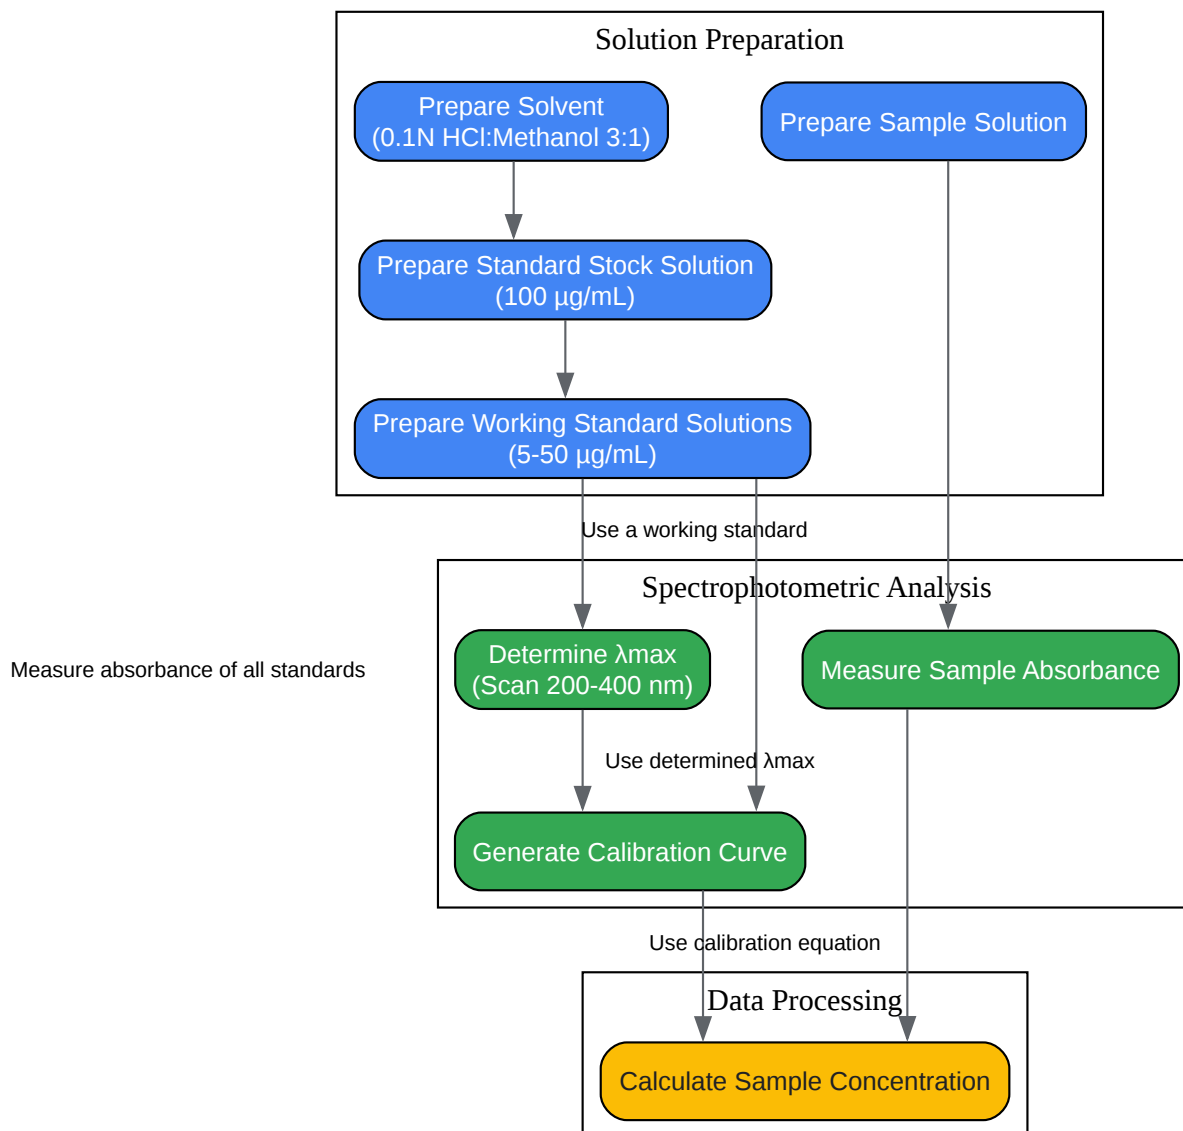 Solution Preparation
Prepare Solvent
(0.1N HCl:Methanol 3:1)
Prepare Sample Solution
Prepare Standard Stock Solution
(100 µg/mL)
Prepare Working Standard Solutions
(5-50 µg/mL)
Use a working standard
Spectrophotometric Analysis
Determine λmax
(Scan 200-400 nm)
Measure Sample Absorbance
Measure absorbance of all standards
Use determined λmax
Generate Calibration Curve
Use calibration equation
Data Processing
Calculate Sample Concentration